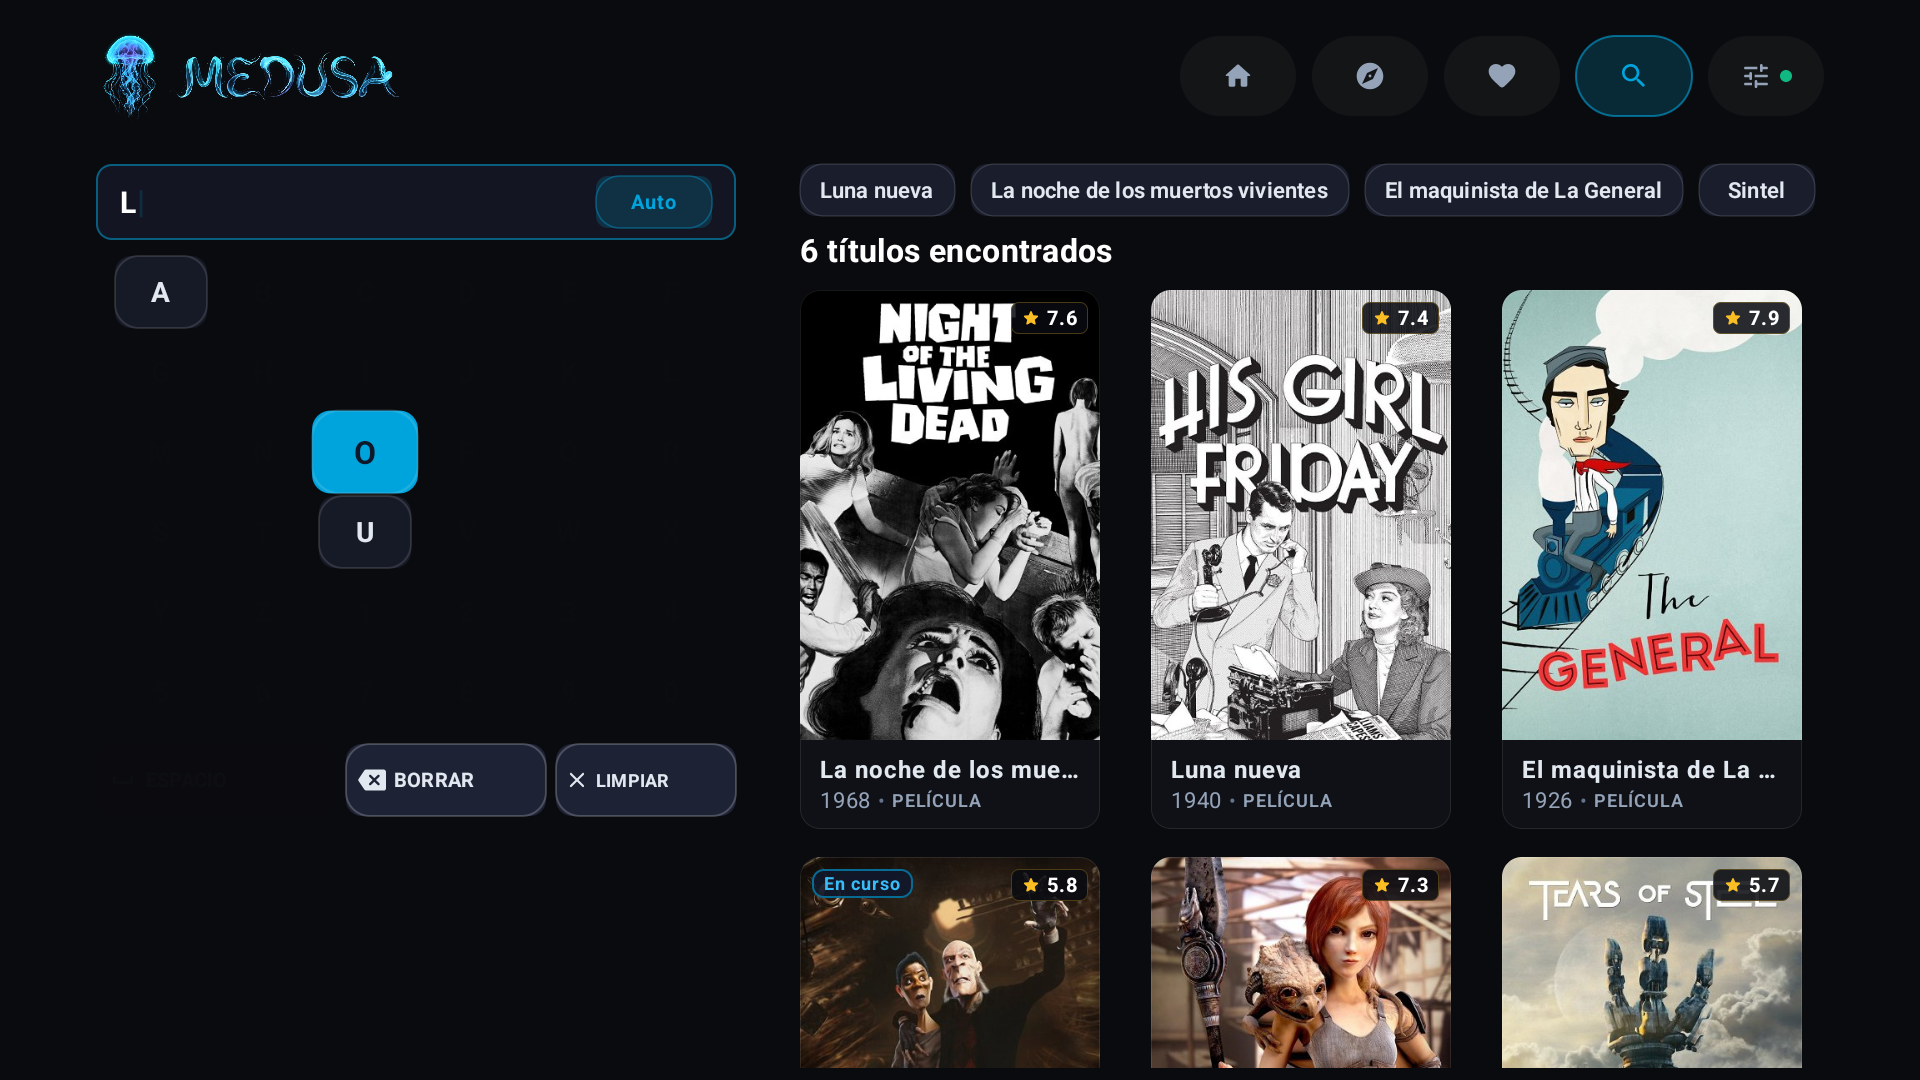 MEDUSA
L
Auto
A
O
U
ESPACIO
BORRAR
LIMPIAR
Luna nueva
La noche de los muertos vivientes
El maquinista de La General
Sintel
6 títulos encontrados
NIGHT
OF THE
LIVING
DEAD
7.6
La noche de los mue...
1968 • PELÍCULA
7.4
HIS GIRL
FRIDAY
Luna nueva
1940 • PELÍCULA
7.9
The
GENERAL
El maquinista de La ...
1926 • PELÍCULA
En curso
5.8
7.3
TEARS OF STEEL
5.7